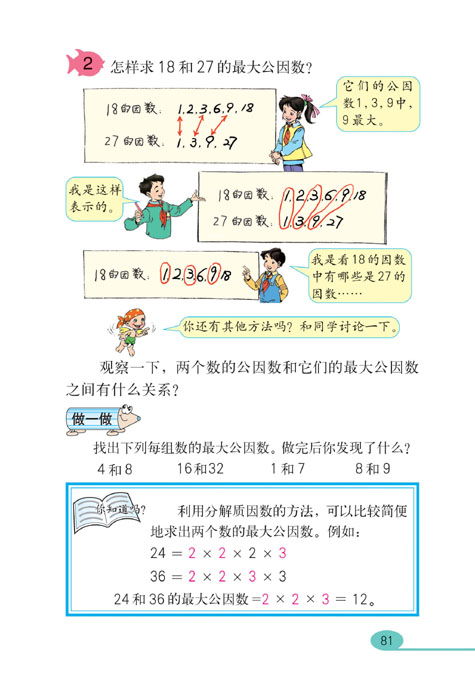 2 怎样求 18 和 27 的最大公因数？
18的因数： 1,2,3,6,9,18
27的因数： 1,3,9,27
它们的公因
数1，3，9中，
9最大。
我是这样
表示的。
18的因数： 1,2,3,6,9,18
27的因数： 1,3,9,27
18的因数： 1,2,3,6,9,18
我是看18的因数
中有哪些是27的
因数……
你还有其他方法吗？和同学讨论一下。
观察一下，两个数的公因数和它们的最大公因数
之间有什么关系？
做一做
找出下列每组数的最大公因数。做完后你发现了什么？
4 和 8 16和32 1 和 7 8 和 9
你知道吗？
利用分解质因数的方法，可以比较简便
地求出两个数的最大公因数。例如：
24 = 2 × 2 × 2 × 3
36 = 2 × 2 × 3 × 3
24 和 36 的最大公因数 =2 × 2 × 3 = 12。
81